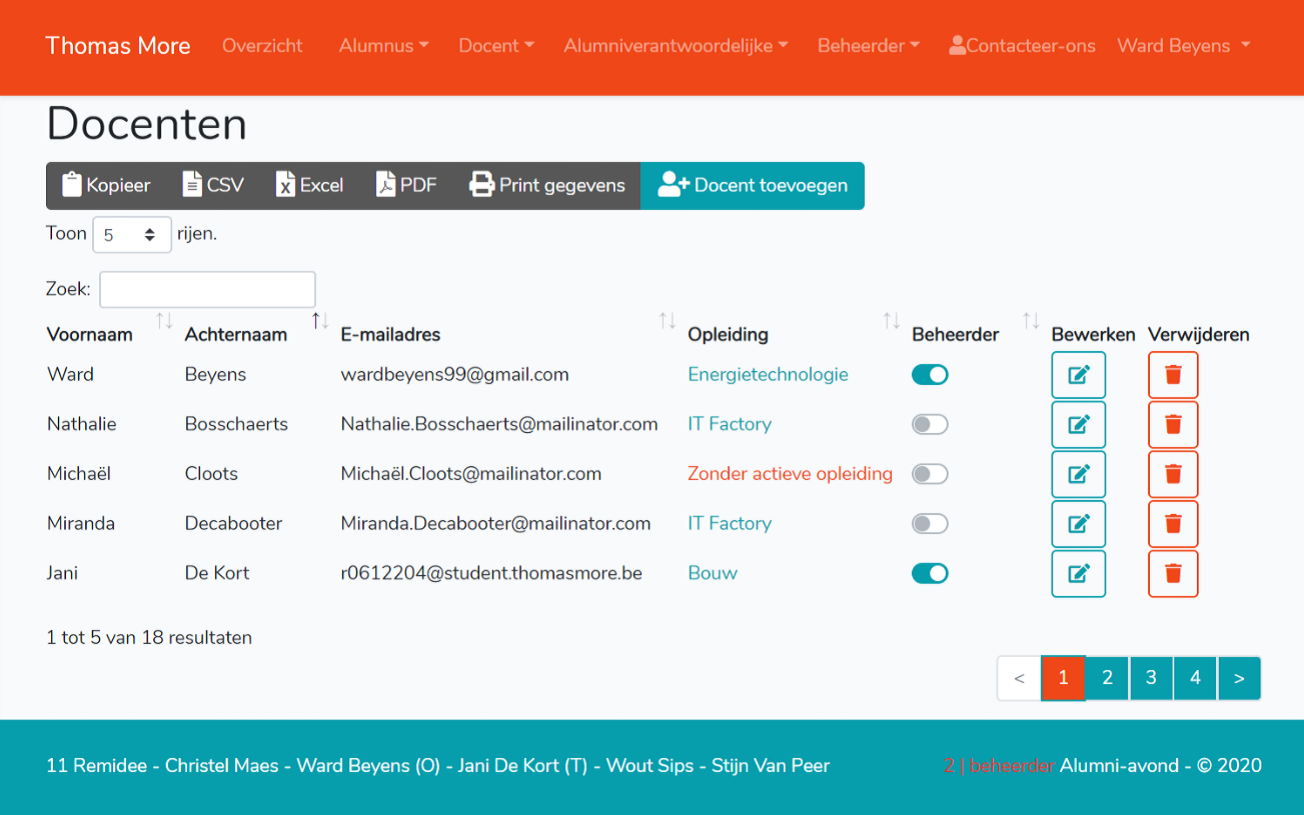 Thomas More Overzicht Alumnus Docent Alumniverantwoordelijke Beheerder Contacteer-ons Ward Beyens
Docenten
Kopieer CSV Excel PDF Print gegevens Docent toevoegen
Toon 5 rijen.
Zoek:
Voornaam Achternaam E-mailadres Opleiding Beheerder Bewerken Verwijderen
Ward Beyens wardbeyens99@gmail.com Energietechnologie
Nathalie Bosschaerts Nathalie.Bosschaerts@mailinator.com IT Factory
Michaël Cloots Michaël.Cloots@mailinator.com Zonder actieve opleiding
Miranda Decabooter Miranda.Decabooter@mailinator.com IT Factory
Jani De Kort r0612204@student.thomasmore.be Bouw
1 tot 5 van 18 resultaten
< 1 2 3 4 >
11 Remidee - Christel Maes - Ward Beyens (O) - Jani De Kort (T) - Wout Sips - Stijn Van Peer 2 | beheerder Alumni-avond - © 2020